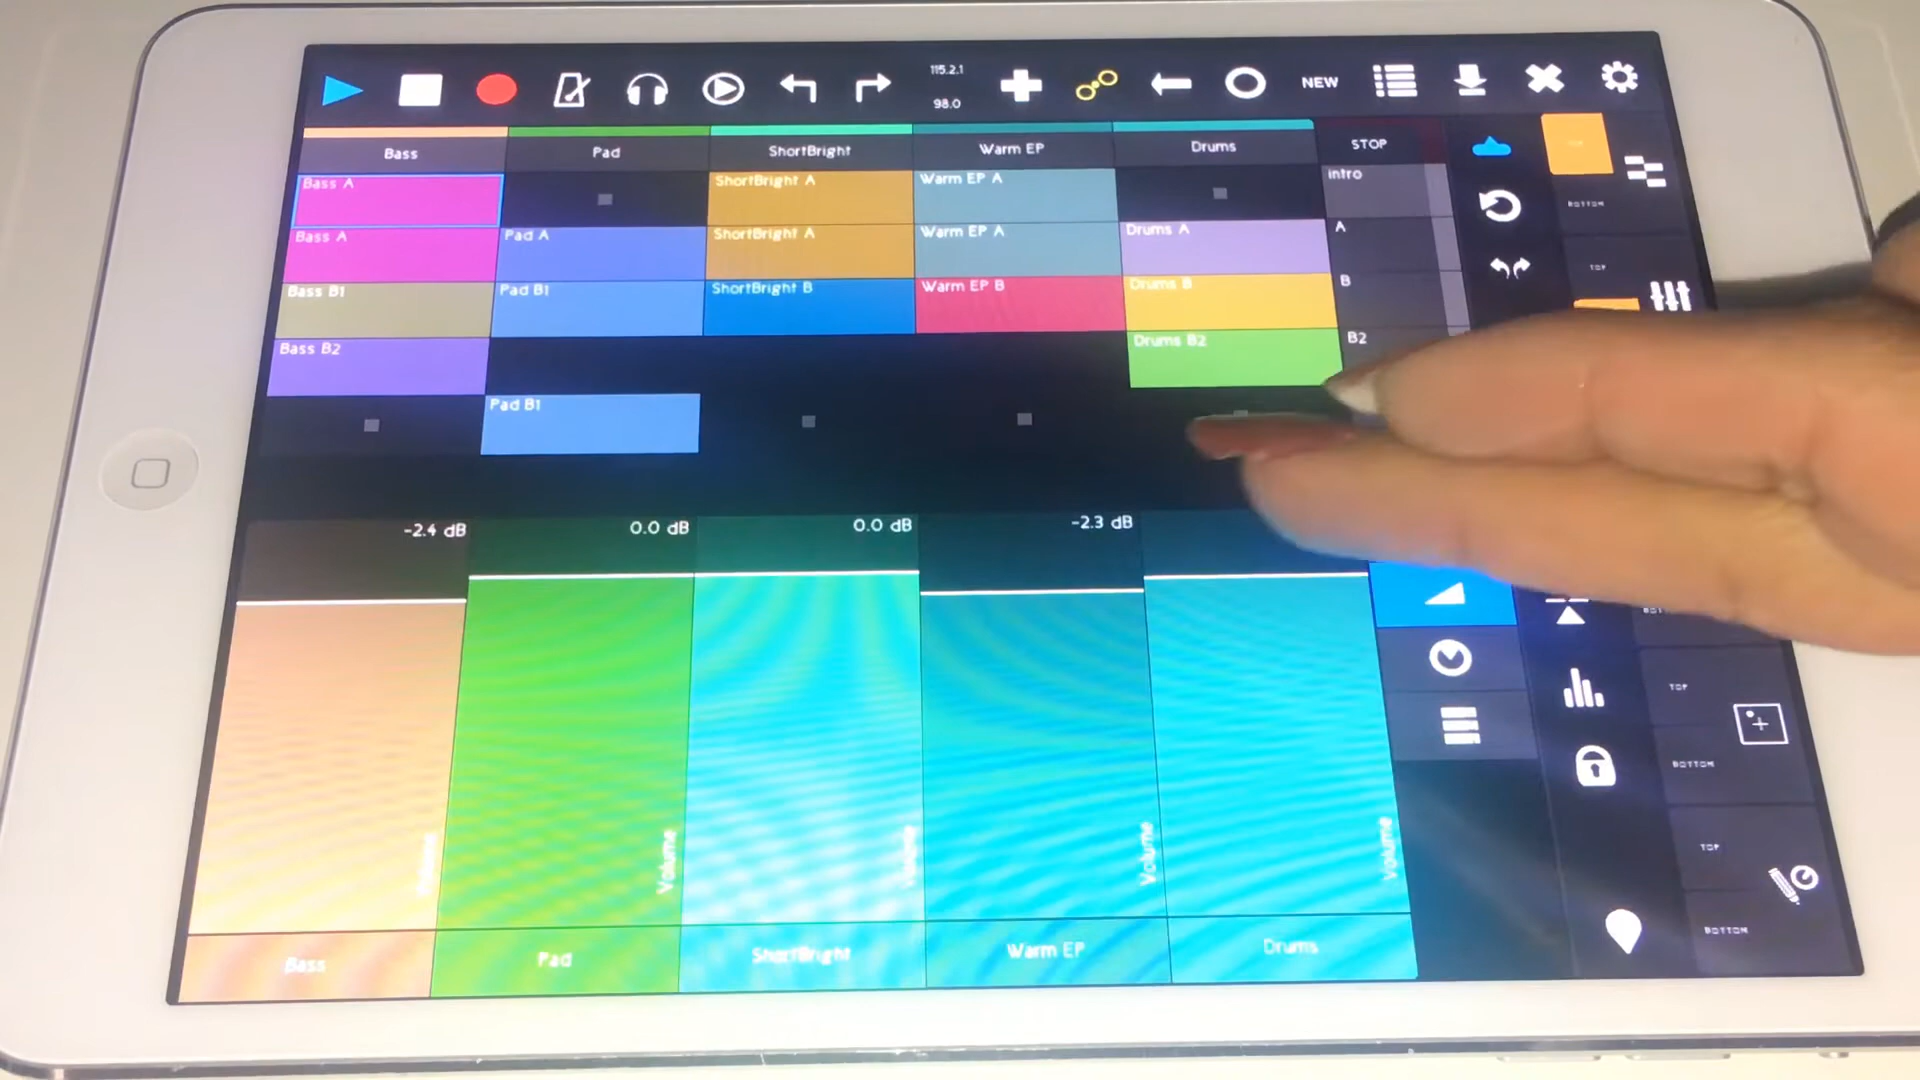 115.2.1
98.0
NEW
Bass
Pad
ShortBright
Warm EP
Drums
STOP
Bass A
ShortBright A
Warm EP A
intro
Bass A
Pad A
ShortBright A
Warm EP A
Drums A
A
Bass B1
Pad B1
ShortBright B
Warm EP B
Drums B
B
Bass B2
Drums B2
B2
Pad B1
BOTTOM
TOP
-2.4 dB
0.0 dB
0.0 dB
-2.3 dB
Volume
Volume
Volume
Volume
Volume
Bass
Pad
ShortBright
Warm EP
Drums
TOP
BOTTOM
TOP
BOTTOM